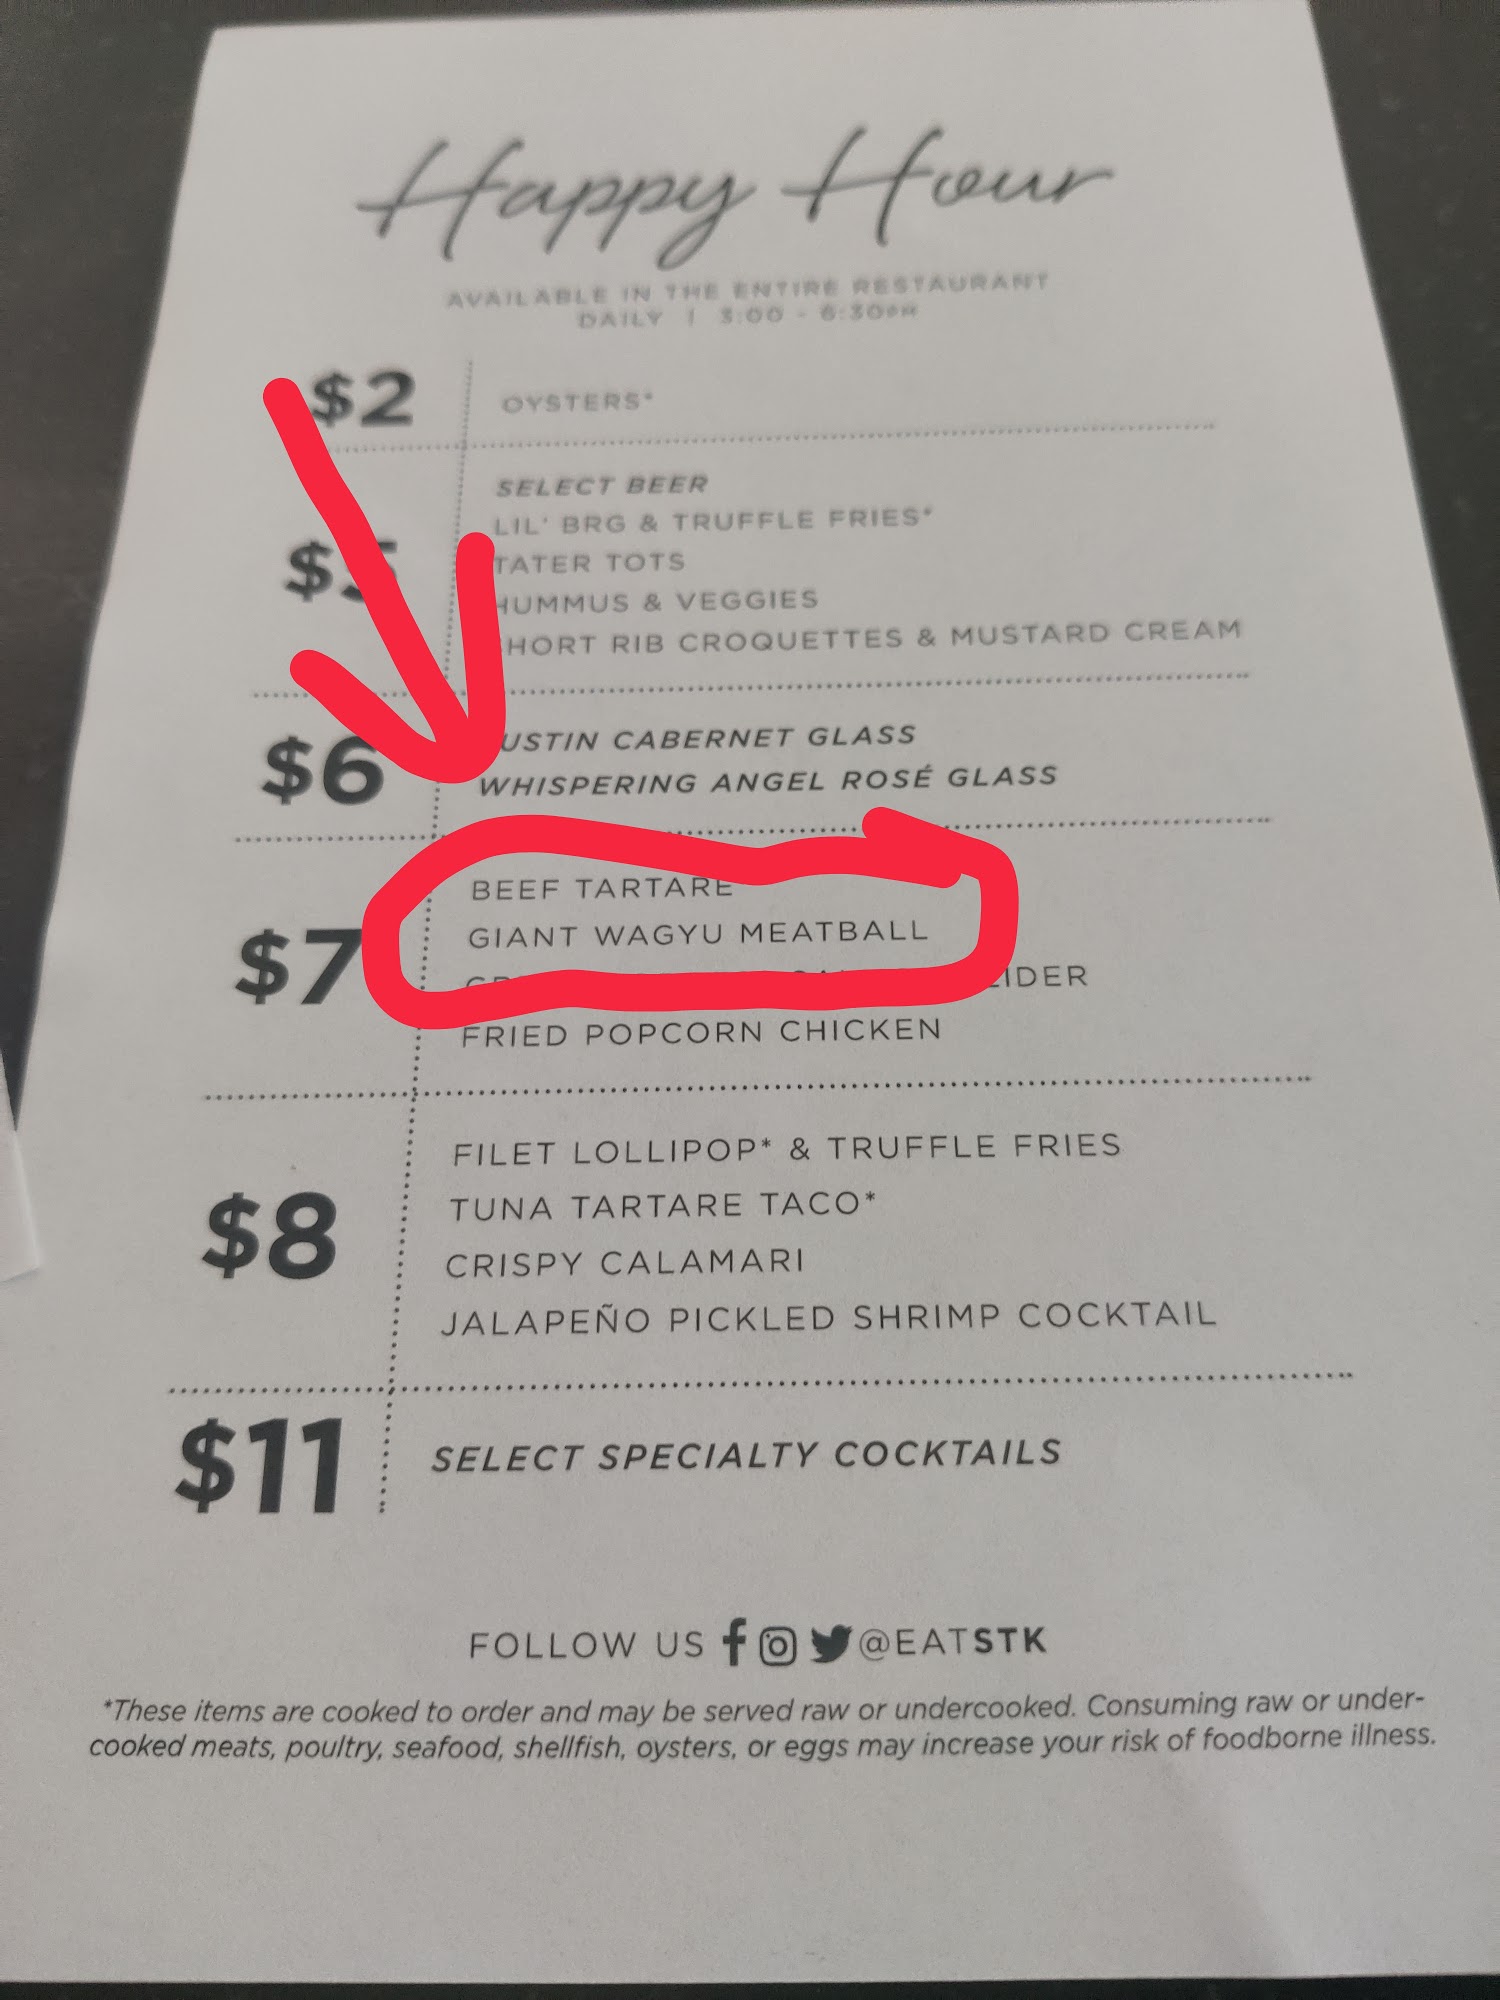 Happy Hour
AVAILABLE IN THE ENTIRE RESTAURANT
DAILY | 3:00 - 6:30PM
$2
OYSTERS*
$5
SELECT BEER
LIL' BRG & TRUFFLE FRIES*
TATER TOTS
HUMMUS & VEGGIES
SHORT RIB CROQUETTES & MUSTARD CREAM
$6
CABERNET GLASS
WHISPERING ANGEL ROSÉ GLASS
$7
BEEF TARTARE
GIANT WAGYU MEATBALL
FRIED POPCORN CHICKEN
$8
FILET LOLLIPOP* & TRUFFLE FRIES
TUNA TARTARE TACO*
CRISPY CALAMARI
JALAPEÑO PICKLED SHRIMP COCKTAIL
$11
SELECT SPECIALTY COCKTAILS
FOLLOW US @EATSTK
*These items are cooked to order and may be served raw or undercooked. Consuming raw or under-
cooked meats, poultry, seafood, shellfish, oysters, or eggs may increase your risk of foodborne illness.